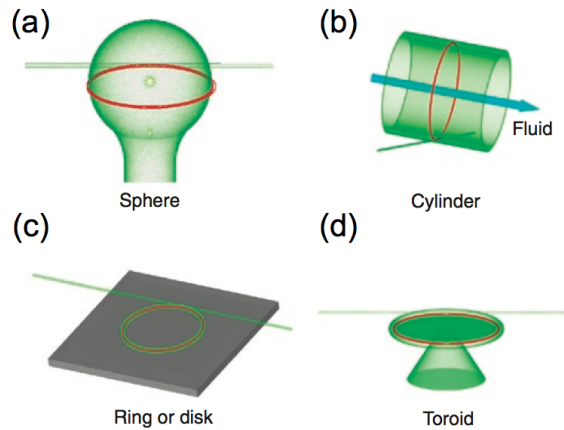 (a)
(b)
Fluid
Sphere
Cylinder
(c)
(d)
Ring or disk
Toroid